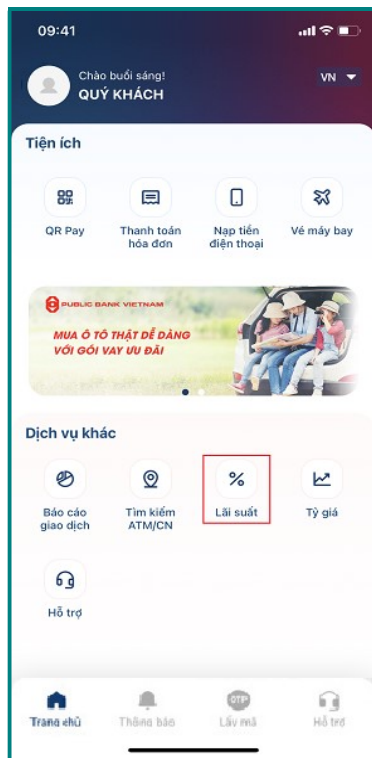 09:41
Chào buổi sáng!
QUÝ KHÁCH
VN
Tiện ích
QR Pay
Thanh toán
hóa đơn
Nạp tiền
điện thoại
Vé máy bay
PUBLIC BANK VIETNAM
MUA Ô TÔ THẬT DỄ DÀNG
VỚI GÓI VAY ƯU ĐÃI
Dịch vụ khác
Báo cáo
giao dịch
Tìm kiếm
ATM/CN
Lãi suất
Tỷ giá
Hỗ trợ
OTP
Trang chủ
Thông báo
Lấy mã
Hỗ trợ